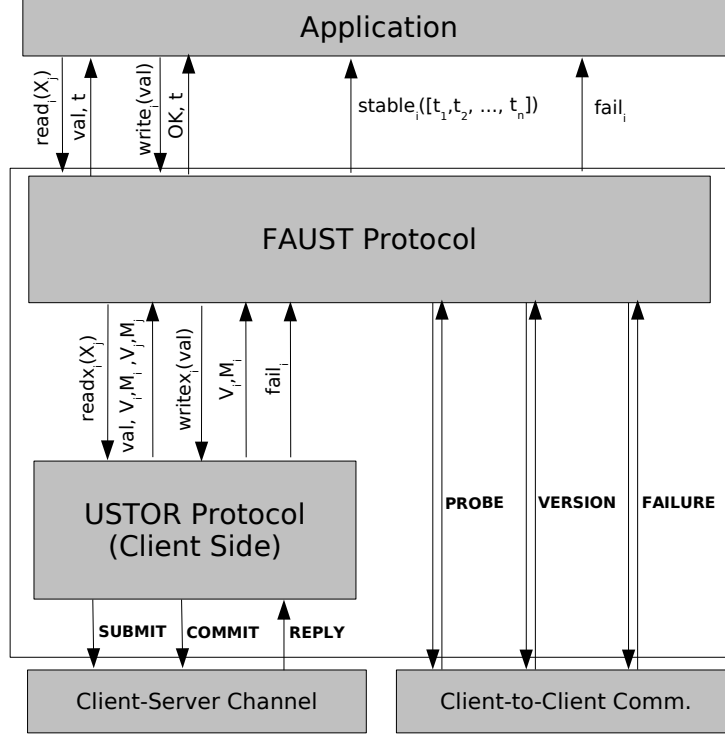 Application
read_i(X_j)
val, t
write_i(val)
OK, t
stable_i([t_1,t_2, ..., t_n])
fail_i
FAUST Protocol
readx_i(X_j)
val, V_i,M_i ,V_j,M_j
writex_i(val)
V_i,M_i
fail_i
USTOR Protocol
(Client Side)
PROBE
VERSION
FAILURE
SUBMIT
COMMIT
REPLY
Client-Server Channel
Client-to-Client Comm.